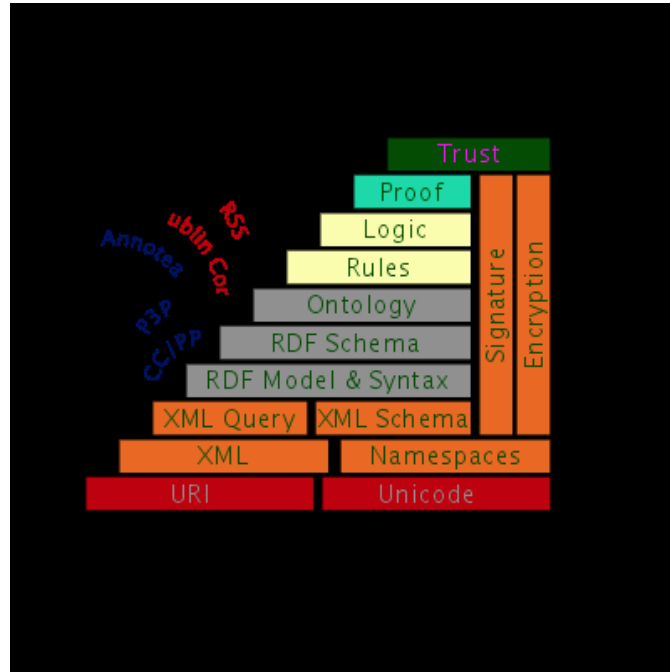 Trust
Proof
Logic
Rules
Ontology
RDF Schema
RDF Model & Syntax
XML Query XML Schema
XML Namespaces
URI Unicode
Signature
Encryption
RSS
ublin Cor
Annotea
P3P
CC/PP